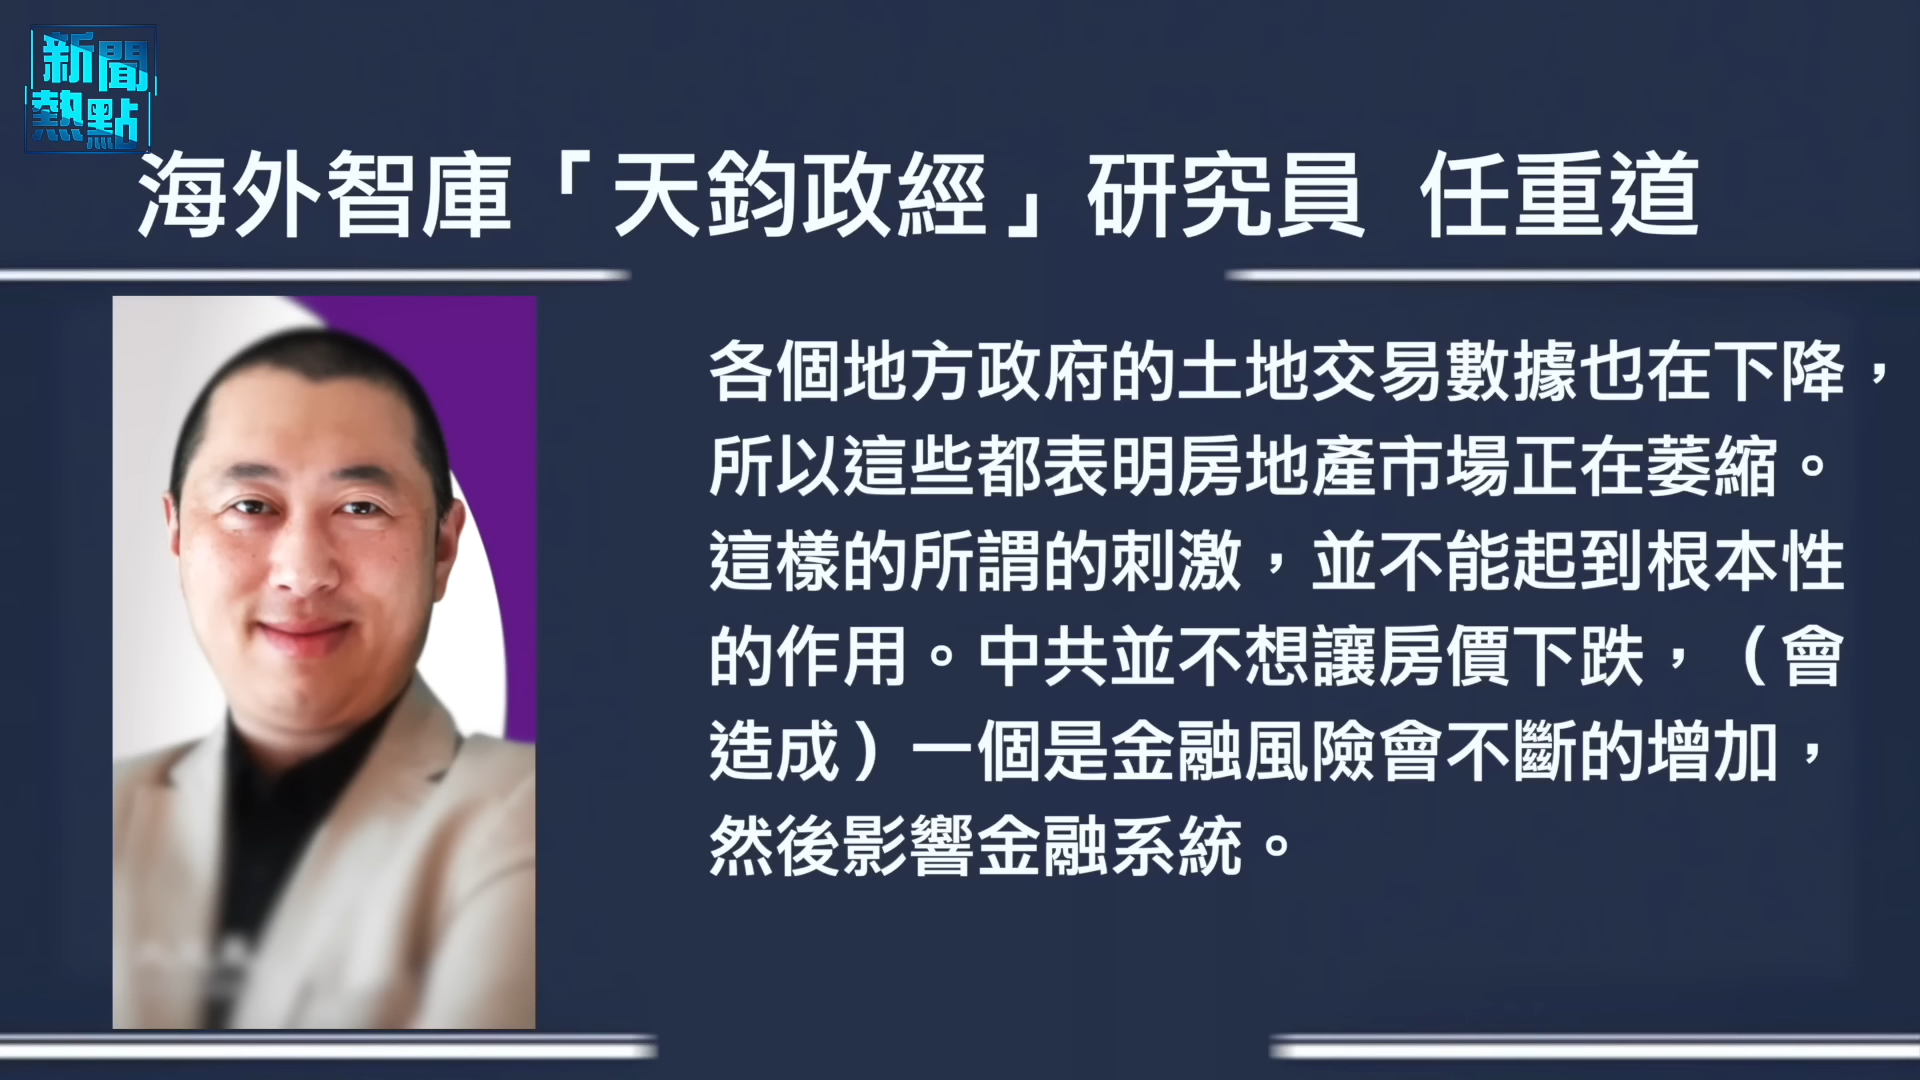 新聞
熱點
海外智庫「天鈞政經」研究員 任重道
各個地方政府的土地交易數據也在下降，
所以這些都表明房地產市場正在萎縮。
這樣的所謂的刺激，並不能起到根本性
的作用。中共並不想讓房價下跌，（會
造成）一個是金融風險會不斷的增加，
然後影響金融系統。